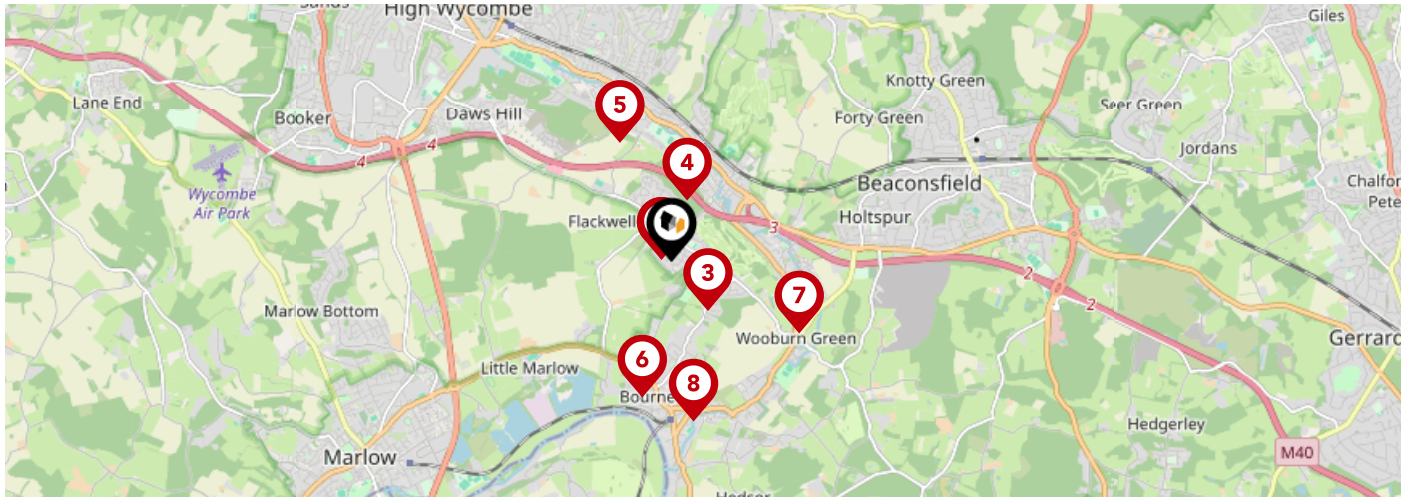 High Wycombe
Giles
Knotty Green
Lane End
5
Seer Green
Booker
Daws Hill
Forty Green
4
4
Jordans
4
Wycombe
Air Park
Beaconsfield
Chalfon
Pete
Flackwell
Holtspur
3
3
2
7
2
Marlow Bottom
Wooburn Green
Gerrard
6
Little Marlow
8
Bourne
Hedgerley
Marlow
M40